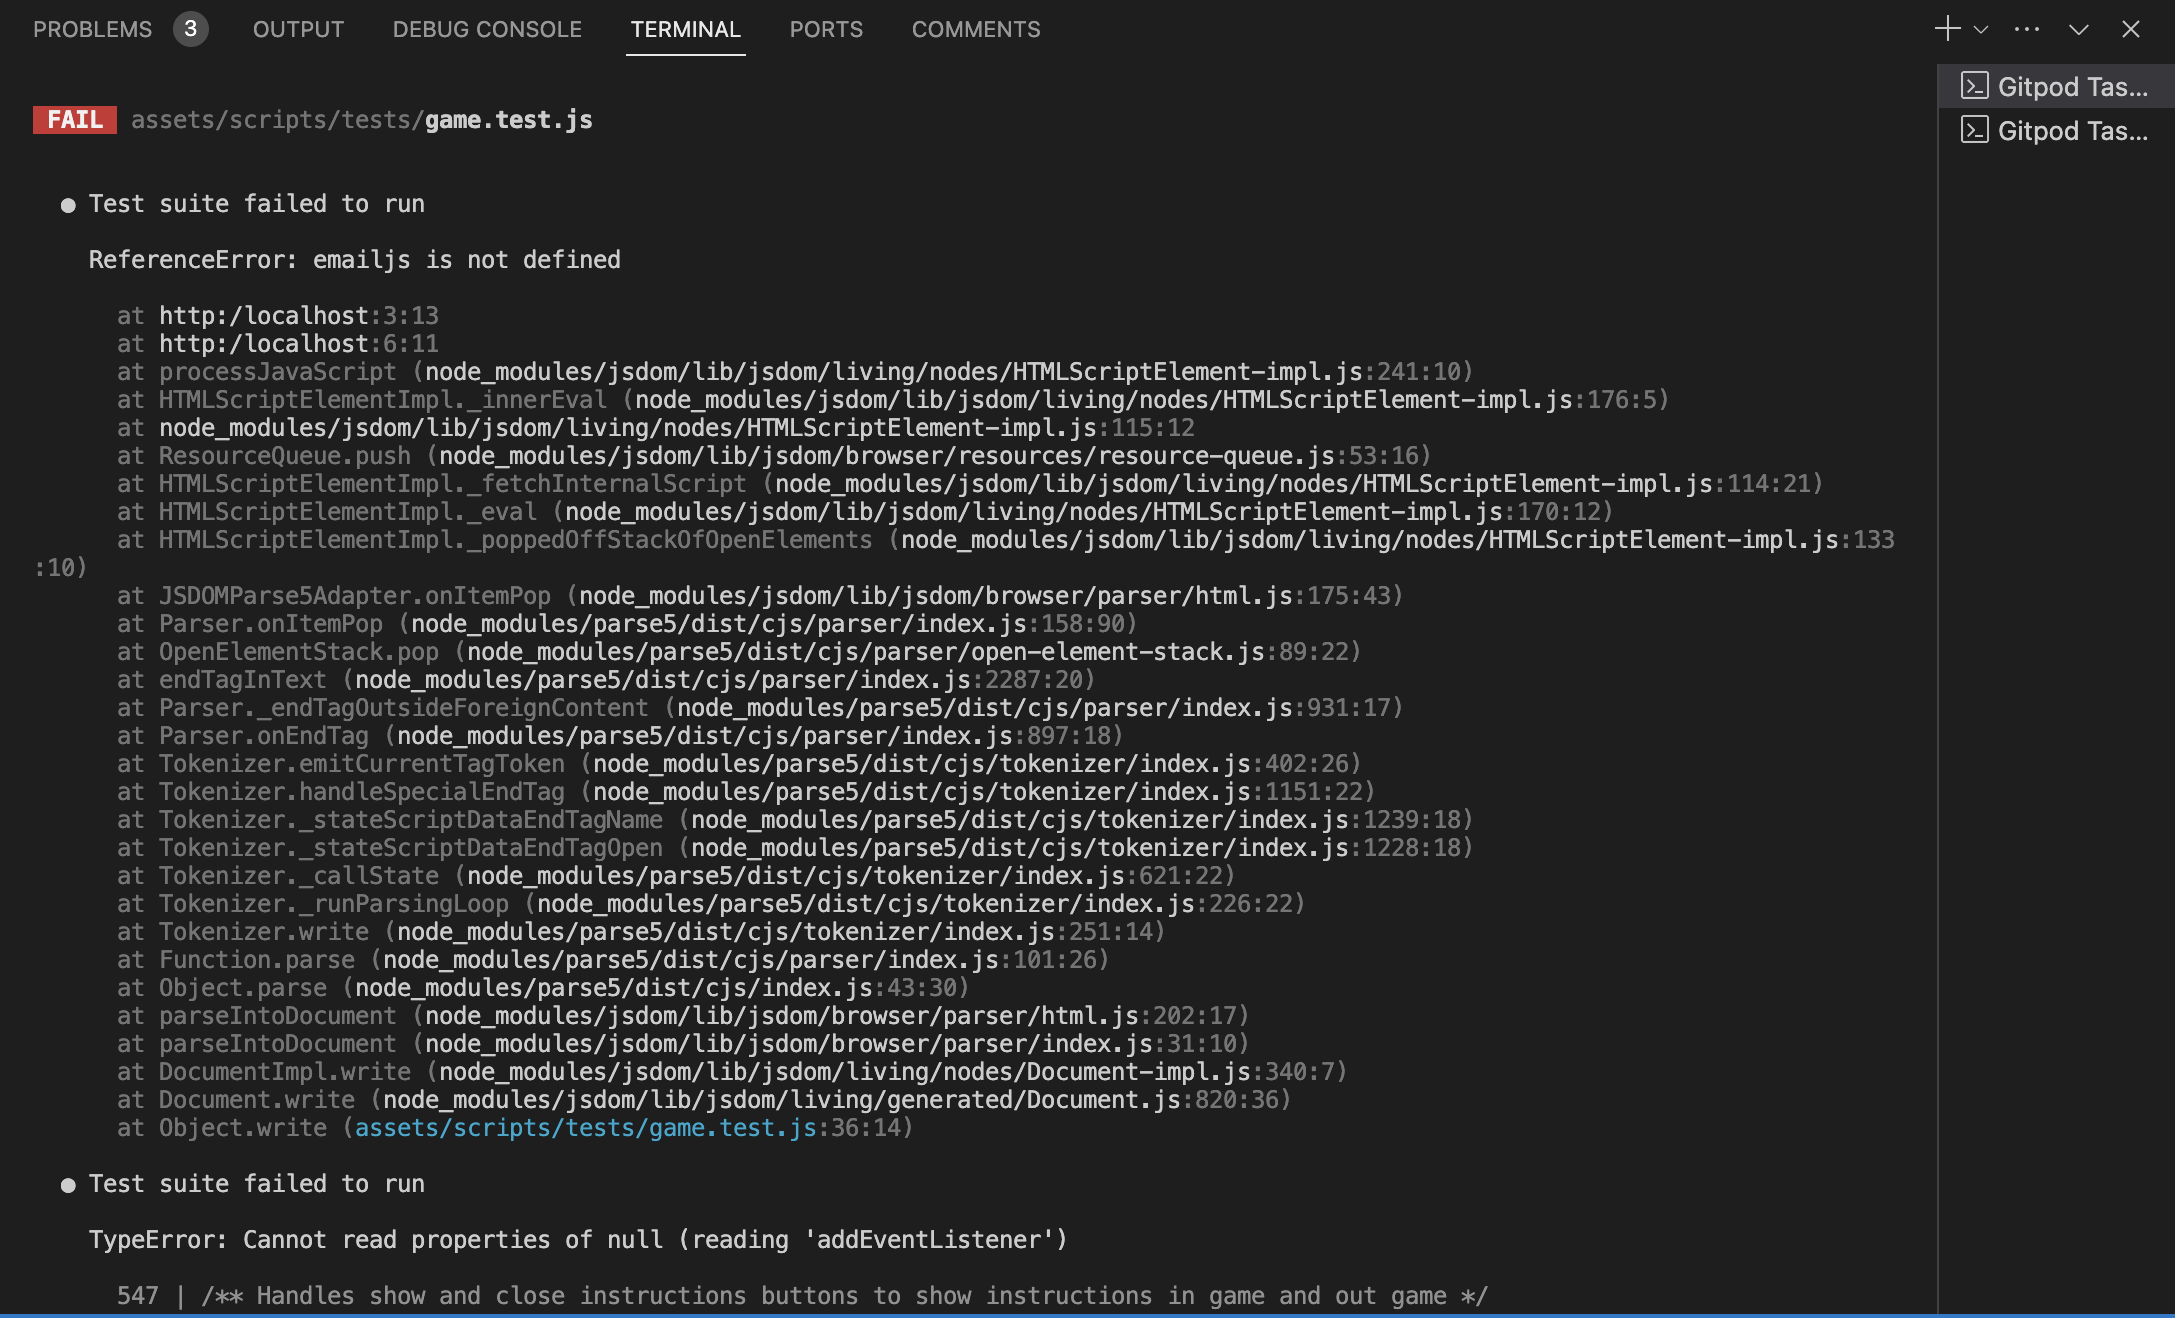 PROBLEMS 3 OUTPUT DEBUG CONSOLE TERMINAL PORTS COMMENTS
Gitpod Tas...
Gitpod Tas...
FAIL assets/scripts/tests/game.test.js
● Test suite failed to run
ReferenceError: emailjs is not defined
at http:/localhost:3:13
at http:/localhost:6:11
at processJavaScript (node_modules/jsdom/lib/jsdom/living/nodes/HTMLScriptElement-impl.js:241:10)
at HTMLScriptElementImpl._innerEval (node_modules/jsdom/lib/jsdom/living/nodes/HTMLScriptElement-impl.js:176:5)
at node_modules/jsdom/lib/jsdom/living/nodes/HTMLScriptElement-impl.js:115:12
at ResourceQueue.push (node_modules/jsdom/lib/jsdom/browser/resources/resource-queue.js:53:16)
at HTMLScriptElementImpl._fetchInternalScript (node_modules/jsdom/lib/jsdom/living/nodes/HTMLScriptElement-impl.js:114:21)
at HTMLScriptElementImpl._eval (node_modules/jsdom/lib/jsdom/living/nodes/HTMLScriptElement-impl.js:170:12)
at HTMLScriptElementImpl._poppedOffStackOfOpenElements (node_modules/jsdom/lib/jsdom/living/nodes/HTMLScriptElement-impl.js:133
:10)
at JSDOMParse5Adapter.onItemPop (node_modules/jsdom/lib/jsdom/browser/parser/html.js:175:43)
at Parser.onItemPop (node_modules/parse5/dist/cjs/parser/index.js:158:90)
at OpenElementStack.pop (node_modules/parse5/dist/cjs/parser/open-element-stack.js:89:22)
at endTagInText (node_modules/parse5/dist/cjs/parser/index.js:2287:20)
at Parser._endTagOutsideForeignContent (node_modules/parse5/dist/cjs/parser/index.js:931:17)
at Parser.onEndTag (node_modules/parse5/dist/cjs/parser/index.js:897:18)
at Tokenizer.emitCurrentTagToken (node_modules/parse5/dist/cjs/tokenizer/index.js:402:26)
at Tokenizer.handleSpecialEndTag (node_modules/parse5/dist/cjs/tokenizer/index.js:1151:22)
at Tokenizer._stateScriptDataEndTagName (node_modules/parse5/dist/cjs/tokenizer/index.js:1239:18)
at Tokenizer._stateScriptDataEndTagOpen (node_modules/parse5/dist/cjs/tokenizer/index.js:1228:18)
at Tokenizer._callState (node_modules/parse5/dist/cjs/tokenizer/index.js:621:22)
at Tokenizer._runParsingLoop (node_modules/parse5/dist/cjs/tokenizer/index.js:226:22)
at Tokenizer.write (node_modules/parse5/dist/cjs/tokenizer/index.js:251:14)
at Function.parse (node_modules/parse5/dist/cjs/parser/index.js:101:26)
at Object.parse (node_modules/parse5/dist/cjs/index.js:43:30)
at parseIntoDocument (node_modules/jsdom/lib/jsdom/browser/parser/html.js:202:17)
at parseIntoDocument (node_modules/jsdom/lib/jsdom/browser/parser/index.js:31:10)
at DocumentImpl.write (node_modules/jsdom/lib/jsdom/living/nodes/Document-impl.js:340:7)
at Document.write (node_modules/jsdom/lib/jsdom/living/generated/Document.js:820:36)
at Object.write (assets/scripts/tests/game.test.js:36:14)
● Test suite failed to run
TypeError: Cannot read properties of null (reading 'addEventListener')
547 | /** Handles show and close instructions buttons to show instructions in game and out game */